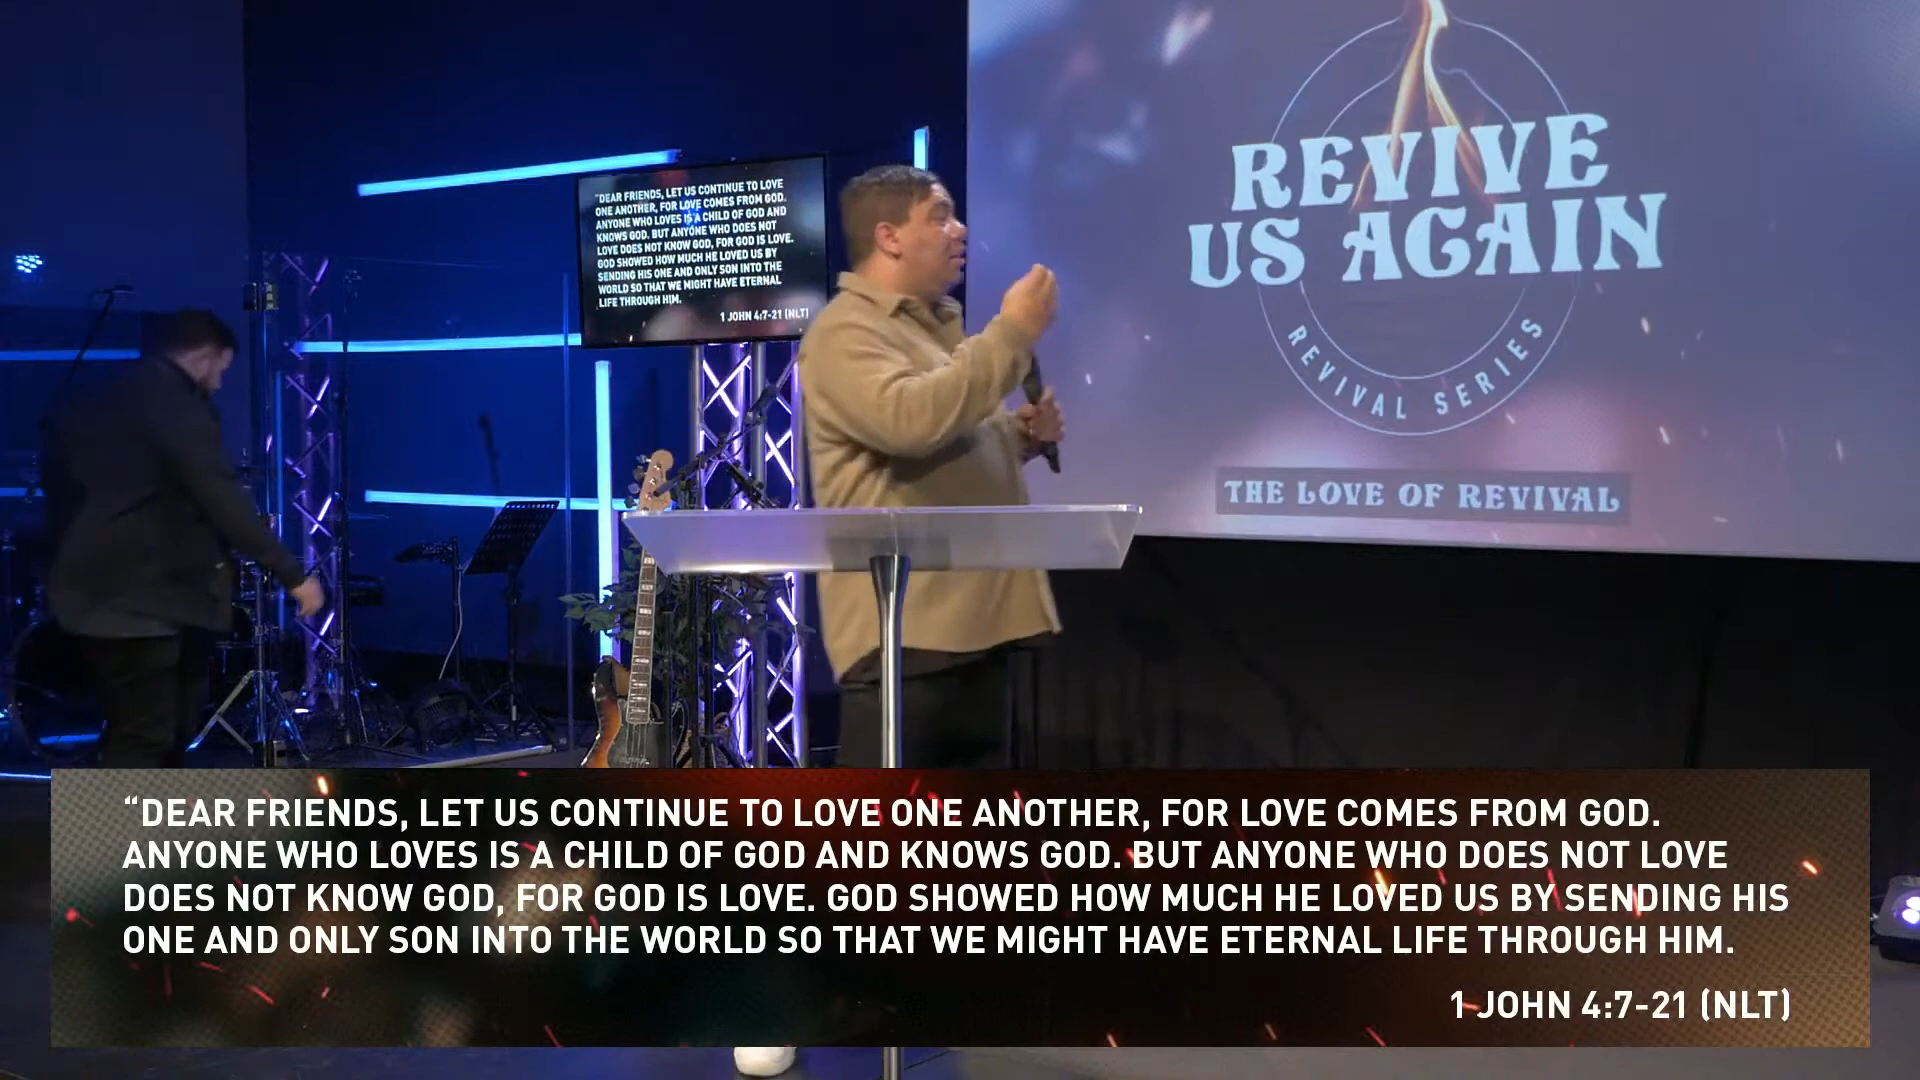 "DEAR FRIENDS, LET US CONTINUE TO LOVE
ONE ANOTHER, FOR LOVE COMES FROM GOD.
ANYONE WHO LOVES IS A CHILD OF GOD AND
KNOWS GOD. BUT ANYONE WHO DOES NOT
LOVE DOES NOT KNOW GOD, FOR GOD IS LOVE.
GOD SHOWED HOW MUCH HE LOVED US BY
SENDING HIS ONE AND ONLY SON INTO THE
WORLD SO THAT WE MIGHT HAVE ETERNAL
LIFE THROUGH HIM.
1 JOHN 4:7-21 (NLT)
REVIVE
US AGAIN
REVIVAL SERIES
THE LOVE OF REVIVAL
“DEAR FRIENDS, LET US CONTINUE TO LOVE ONE ANOTHER, FOR LOVE COMES FROM GOD.
ANYONE WHO LOVES IS A CHILD OF GOD AND KNOWS GOD. BUT ANYONE WHO DOES NOT LOVE
DOES NOT KNOW GOD, FOR GOD IS LOVE. GOD SHOWED HOW MUCH HE LOVED US BY SENDING HIS
ONE AND ONLY SON INTO THE WORLD SO THAT WE MIGHT HAVE ETERNAL LIFE THROUGH HIM.
1 JOHN 4:7-21 (NLT)